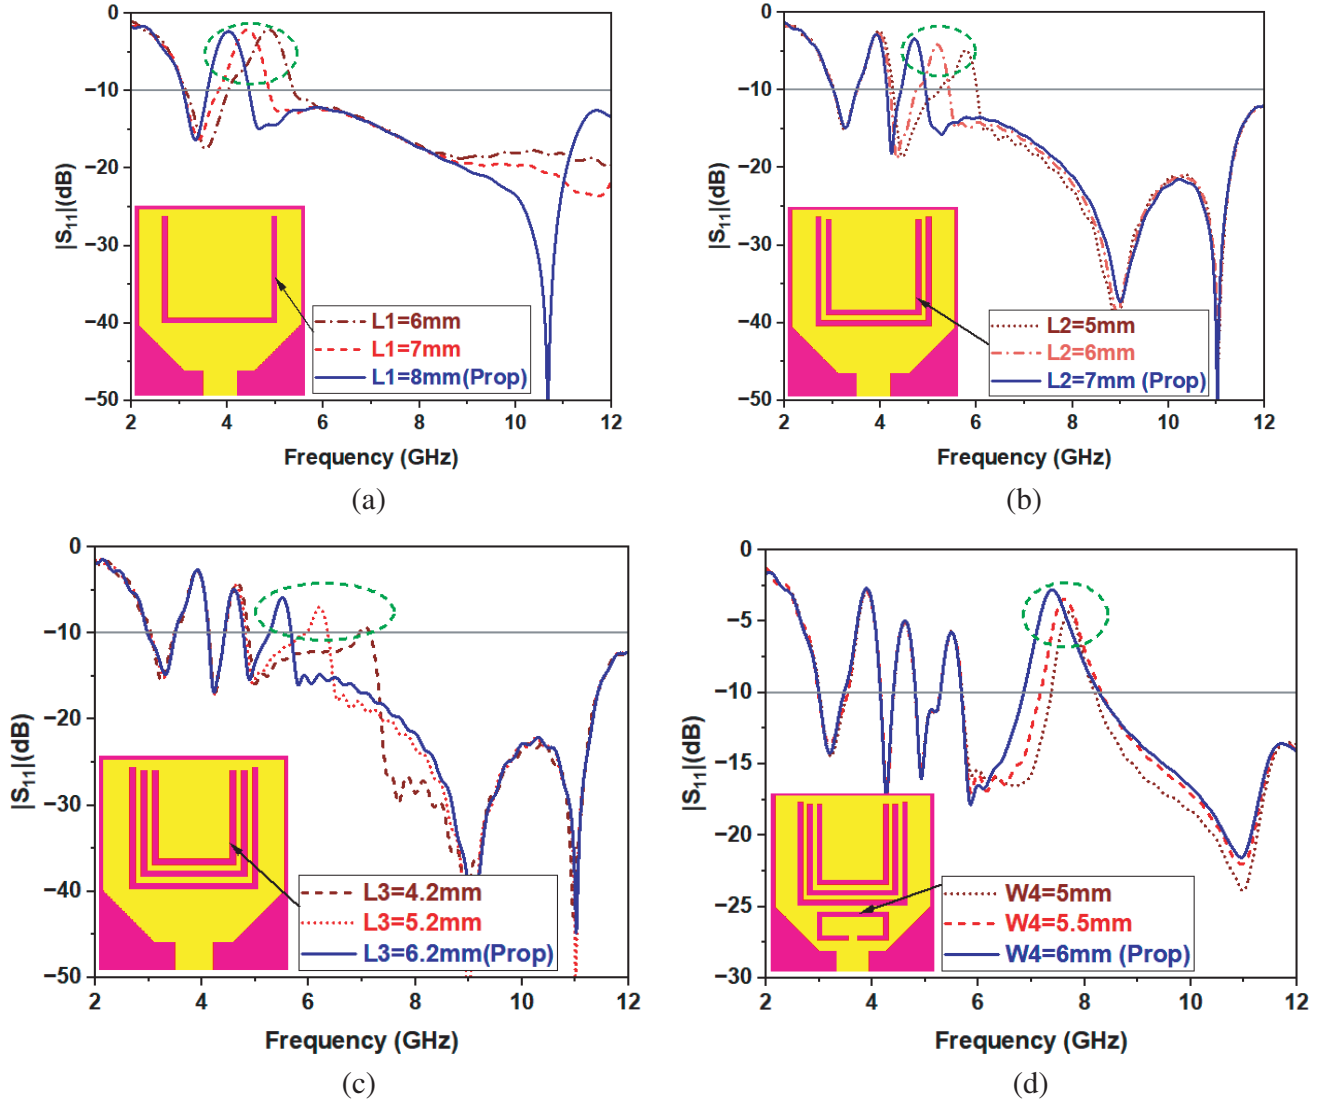 0
−10
−20
−30
−40
−50
|S₁₁|(dB)
L1=6mm
L1=7mm
L1=8mm(Prop)
2 4 6 8 10 12
Frequency (GHz)
(a)
0
−10
−20
−30
−40
−50
|S₁₁|(dB)
L2=5mm
L2=6mm
L2=7mm (Prop)
2 4 6 8 10 12
Frequency (GHz)
(b)
0
−10
−20
−30
−40
−50
|S₁₁|(dB)
L3=4.2mm
L3=5.2mm
L3=6.2mm(Prop)
2 4 6 8 10 12
Frequency (GHz)
(c)
0
−5
−10
−15
−20
−25
−30
|S₁₁|(dB)
W4=5mm
W4=5.5mm
W4=6mm (Prop)
2 4 6 8 10 12
Frequency (GHz)
(d)